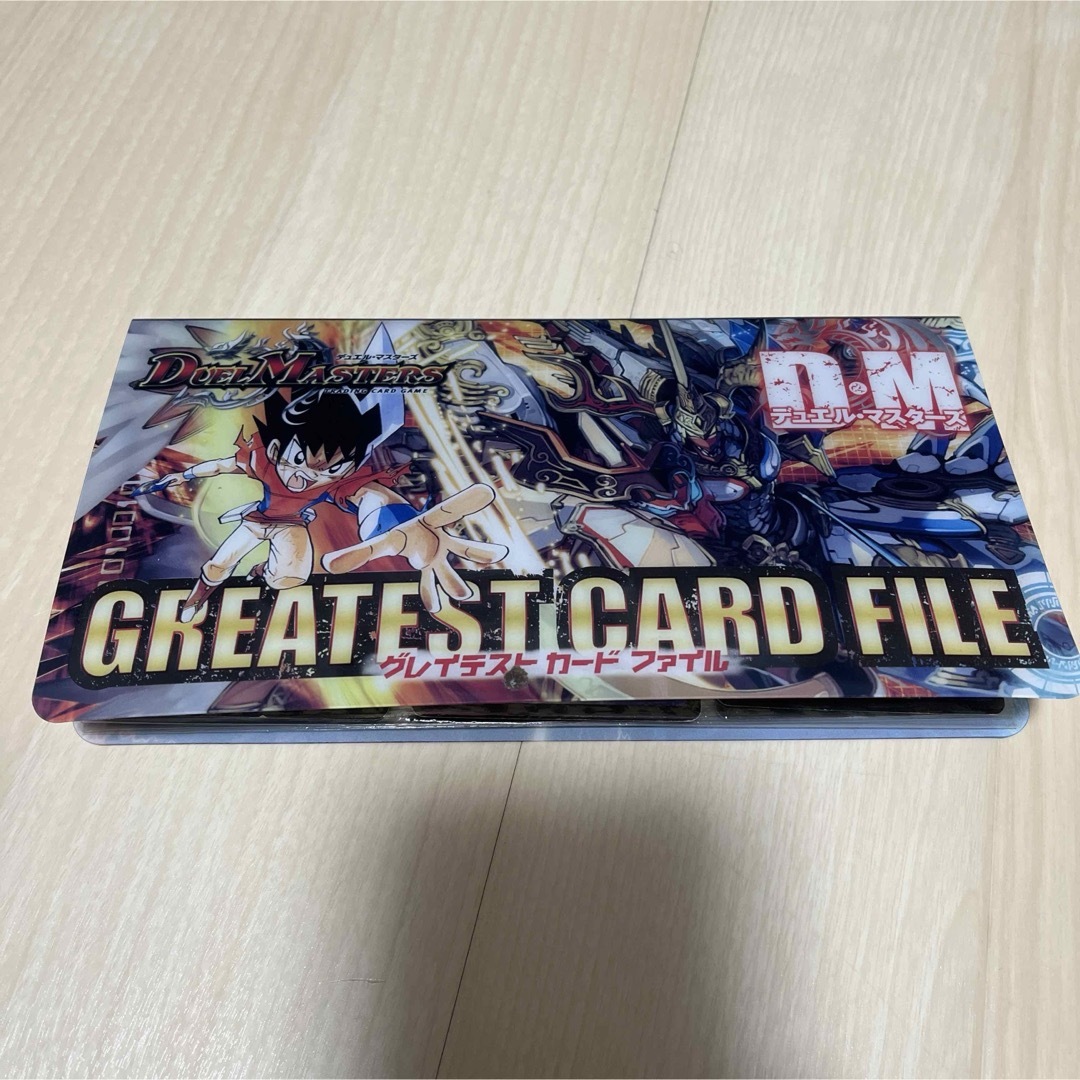 デュエル・マスターズ
DUEL MASTERS
TRADING CARD GAME
D・M
デュエル・マスターズ
GREATEST CARD FILE
グレイテスト カード ファイル